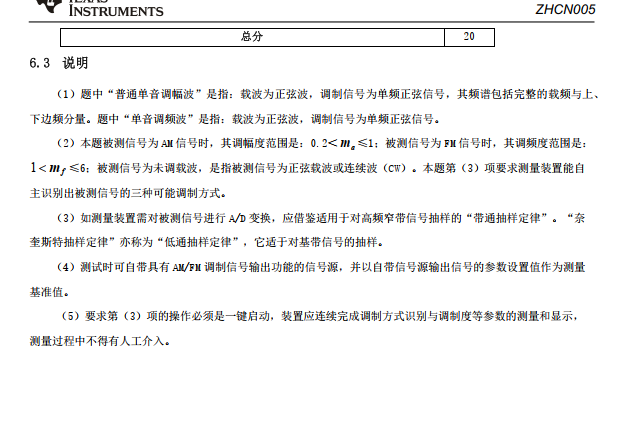 TEXAS
INSTRUMENTS
ZHCN005
总分 20
6.3 说明
（1）题中“普通单音调幅波”是指：载波为正弦波，调制信号为单频正弦信号，其频谱包括完整的载频与上、
下边频分量。题中“单音调频波”是指：载波为正弦波，调制信号为单频正弦信号。
（2）本题被测信号为 AM 信号时，其调幅度范围是：0.2＜ m a ≤1；被测信号为 FM 信号时，其调频度范围是：
1 < m f ≤6；被测信号为未调载波，是指被测信号为正弦载波或连续波（CW）。本题第（3）项要求测量装置能自
主识别出被测信号的三种可能调制方式。
（3）如测量装置需对被测信号进行 A/D 变换，应借鉴适用于对高频窄带信号抽样的“带通抽样定律”。“奈
奎斯特抽样定律”亦称为“低通抽样定律”，它适于对基带信号的抽样。
（4）测试时可自带具有 AM/FM 调制信号输出功能的信号源，并以自带信号源输出信号的参数设置值作为测量
基准值。
（5）要求第（3）项的操作必须是一键启动，装置应连续完成调制方式识别与调制度等参数的测量和显示，
测量过程中不得有人工介入。